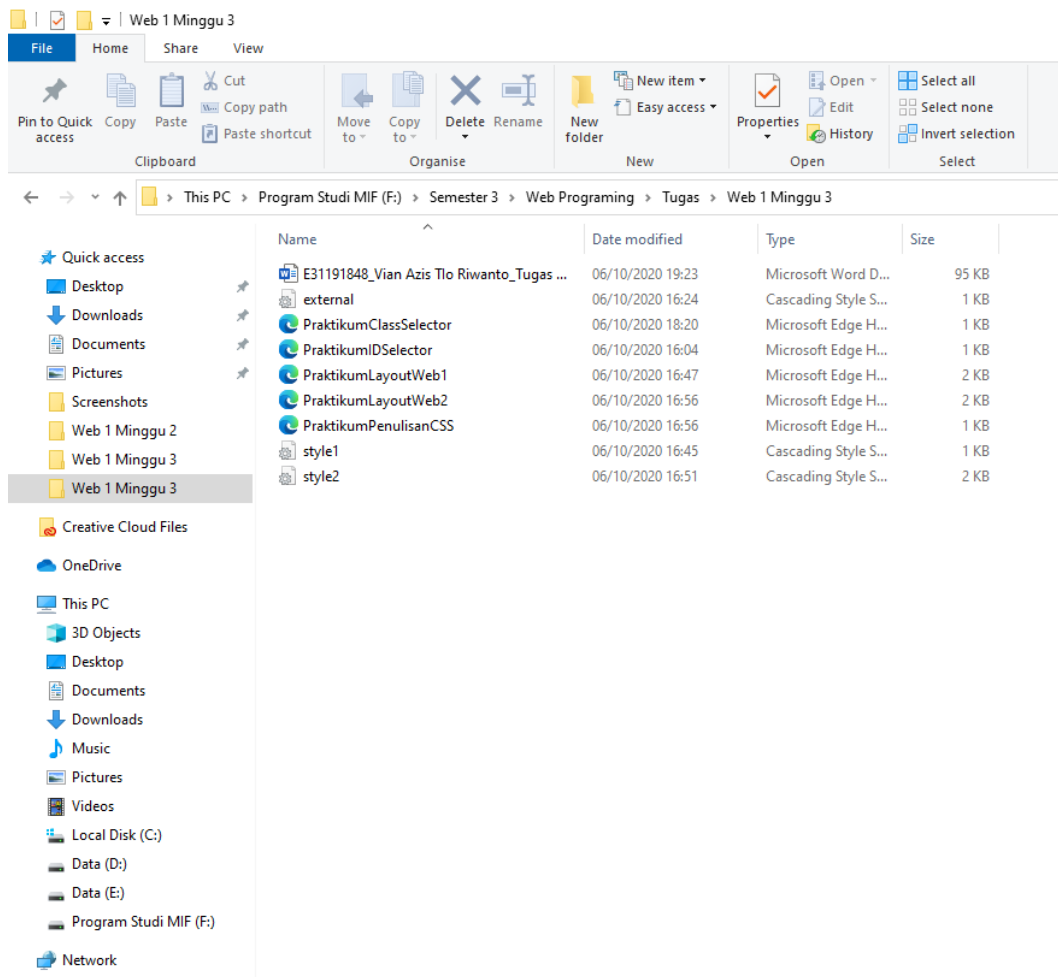 Web 1 Minggu 3
File Home Share View
Pin to Quick access
Copy
Paste
Cut
Copy path
Paste shortcut
Clipboard
Move to
Copy to
Delete
Rename
Organise
New folder
New item
Easy access
New
Properties
Open
Edit
History
Open
Select all
Select none
Invert selection
Select
This PC > Program Studi MIF (F:) > Semester 3 > Web Programing > Tugas > Web 1 Minggu 3
Quick access
Desktop
Downloads
Documents
Pictures
Screenshots
Web 1 Minggu 2
Web 1 Minggu 3
Web 1 Minggu 3
Creative Cloud Files
OneDrive
This PC
3D Objects
Desktop
Documents
Downloads
Music
Pictures
Videos
Local Disk (C:)
Data (D:)
Data (E:)
Program Studi MIF (F:)
Network
Name Date modified Type Size
E31191848_Vian Azis Tlo Riwanto_Tugas ... 06/10/2020 19:23 Microsoft Word D... 95 KB
external 06/10/2020 16:24 Cascading Style S... 1 KB
PraktikumClassSelector 06/10/2020 18:20 Microsoft Edge H... 1 KB
PraktikumIDSelector 06/10/2020 16:04 Microsoft Edge H... 1 KB
PraktikumLayoutWeb1 06/10/2020 16:47 Microsoft Edge H... 2 KB
PraktikumLayoutWeb2 06/10/2020 16:56 Microsoft Edge H... 2 KB
PraktikumPenulisanCSS 06/10/2020 16:56 Microsoft Edge H... 1 KB
style1 06/10/2020 16:45 Cascading Style S... 1 KB
style2 06/10/2020 16:51 Cascading Style S... 2 KB